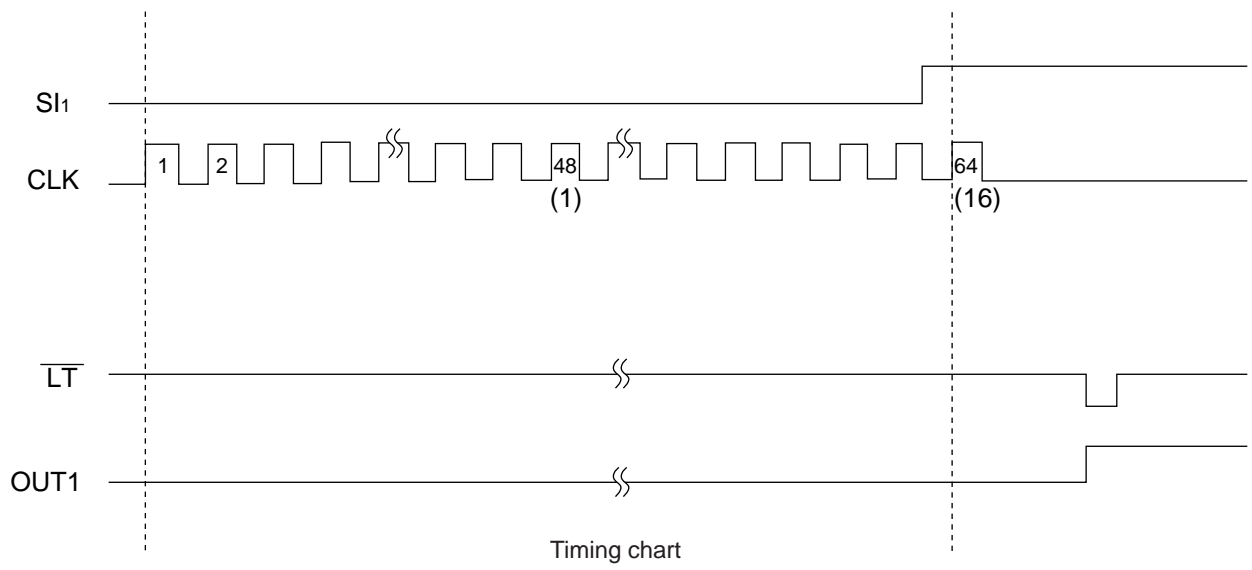 SI1
CLK 1 2 48 64
(1) (16)
LT
OUT1
Timing chart